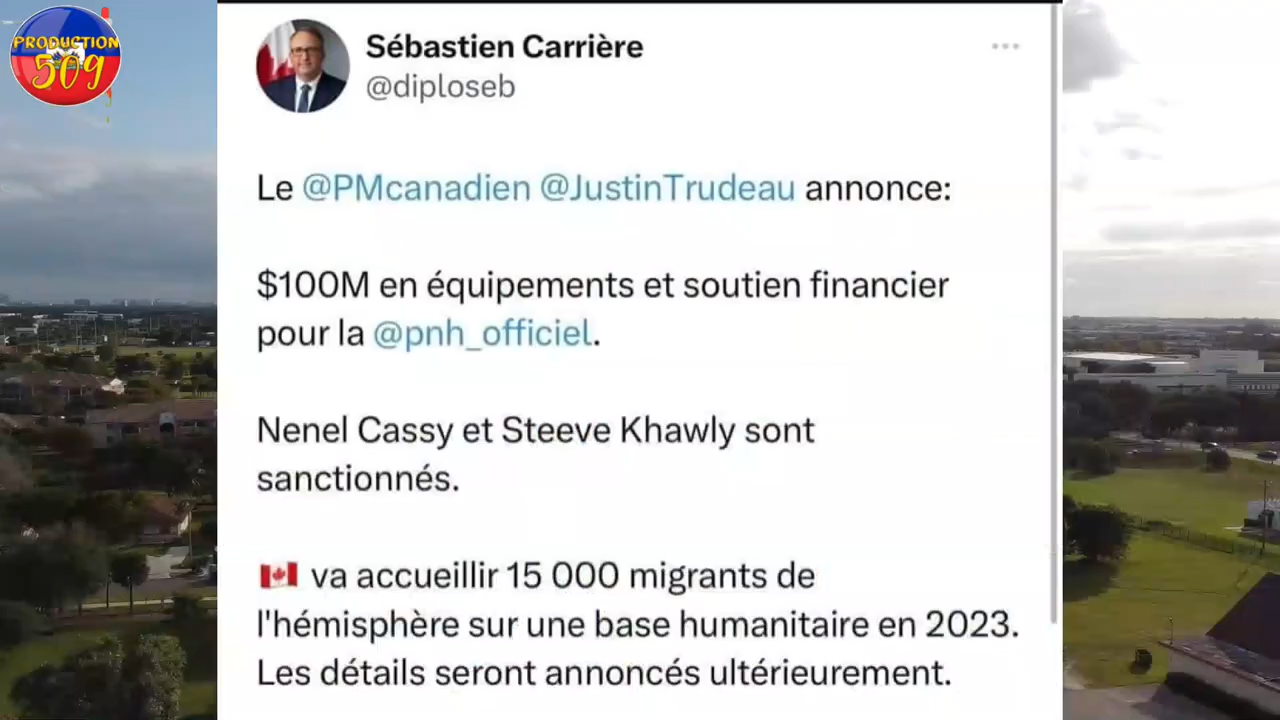 PRODUCTION
509
Sébastien Carrière
@diploseb
Le @PMcanadien @JustinTrudeau annonce:
$100M en équipements et soutien financier
pour la @pnh_officiel.
Nenel Cassy et Steeve Khawly sont
sanctionnés.
va accueillir 15 000 migrants de
l'hémisphère sur une base humanitaire en 2023.
Les détails seront annoncés ultérieurement.